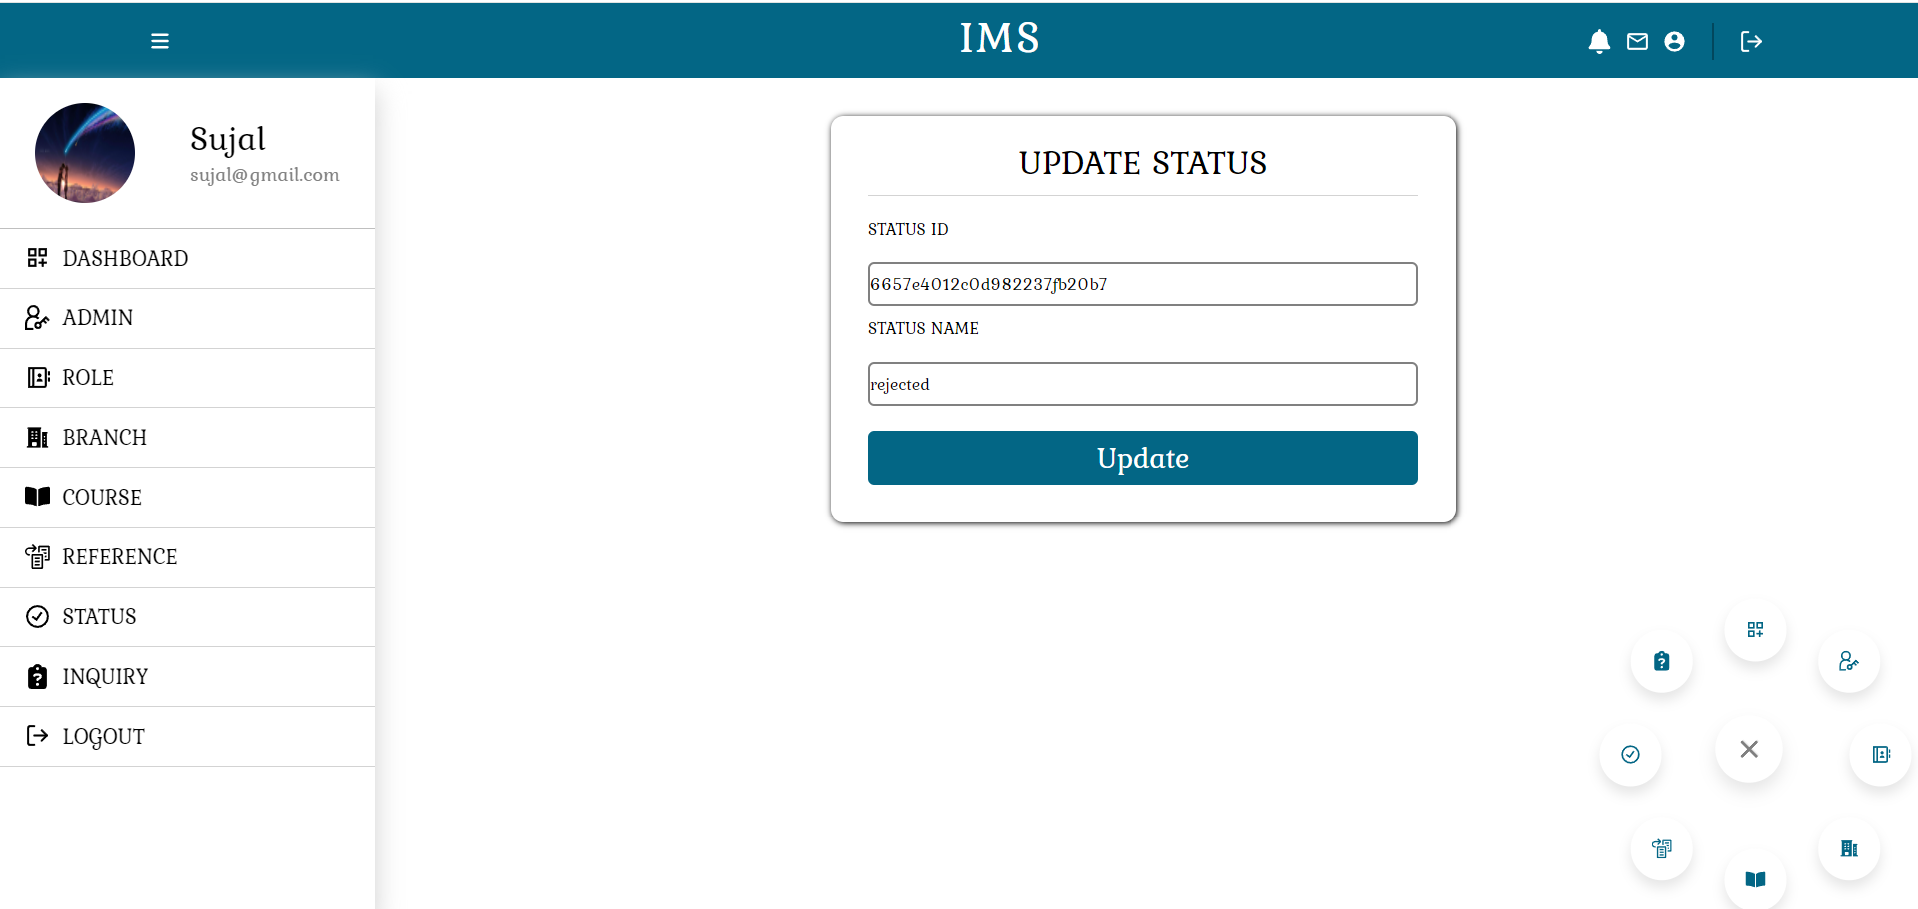 IMS
Sujal
sujal@gmail.com
DASHBOARD
ADMIN
ROLE
BRANCH
COURSE
REFERENCE
STATUS
INQUIRY
LOGOUT
UPDATE STATUS
STATUS ID
6657e4012c0d982237fb20b7
STATUS NAME
rejected
Update